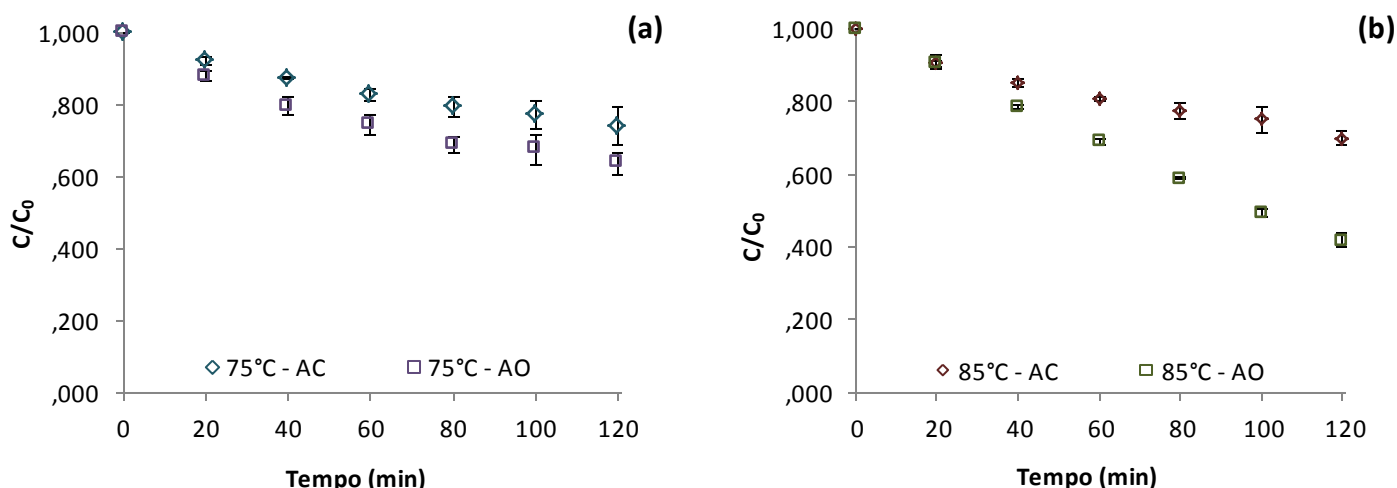 (a)
1,000
,800
,600
,400
,200
,000
C/C₀
75°C - AC
75°C - AO
0 20 40 60 80 100 120
Tempo (min)
(b)
1,000
,800
,600
,400
,200
,000
C/C₀
85°C - AC
85°C - AO
0 20 40 60 80 100 120
Tempo (min)